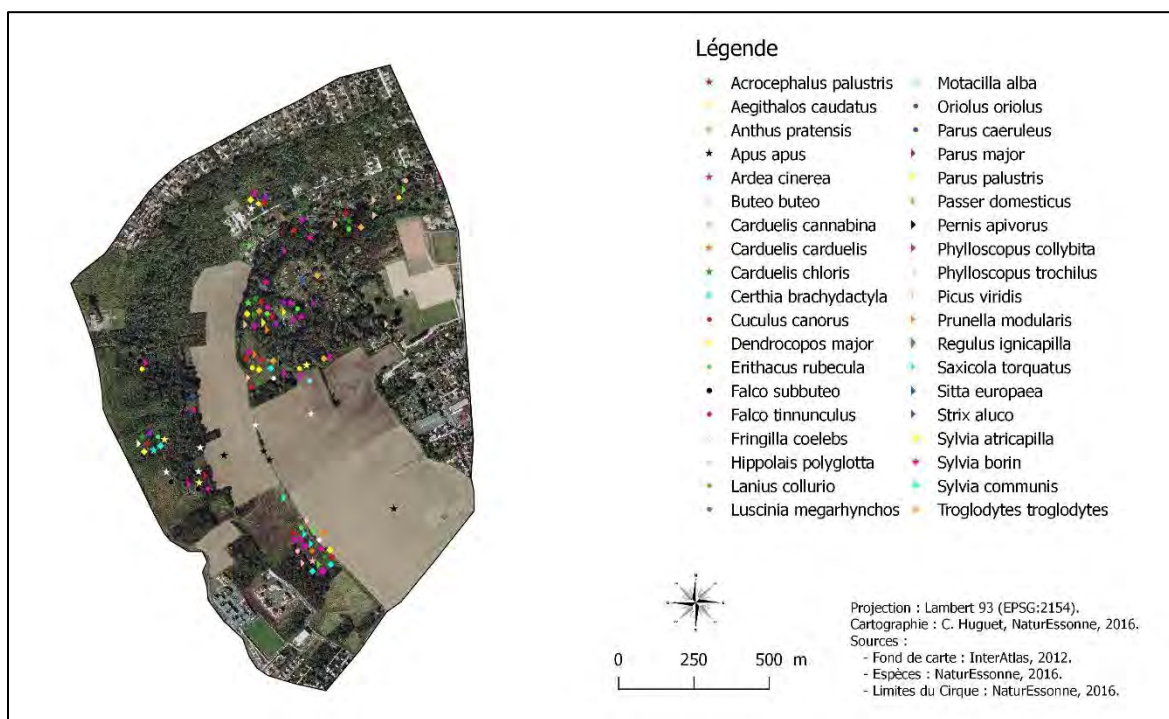 Légende
Acrocephalus palustris
Aegithalos caudatus
Anthus pratensis
Apus apus
Ardea cinerea
Buteo buteo
Carduelis cannabina
Carduelis carduelis
Carduelis chloris
Certhia brachydactyla
Cuculus canorus
Dendrocopos major
Erithacus rubecula
Falco subbuteo
Falco tinnunculus
Fringilla coelebs
Hippolais polyglotta
Lanius collurio
Luscinia megarhynchos
Motacilla alba
Oriolus oriolus
Parus caeruleus
Parus major
Parus palustris
Passer domesticus
Pernis apivorus
Phylloscopus collybita
Phylloscopus trochilus
Picus viridis
Prunella modularis
Regulus ignicapilla
Saxicola torquatus
Sitta europaea
Strix aluco
Sylvia atricapilla
Sylvia borin
Sylvia communis
Troglodytes troglodytes
0 250 500 m
Projection : Lambert 93 (EPSG:2154).
Cartographie : C. Huguet, NaturEssonne, 2016.
Sources :
- Fond de carte : InterAtlas, 2012.
- Espèces : NaturEssonne, 2016.
- Limites du Cirque : NaturEssonne, 2016.